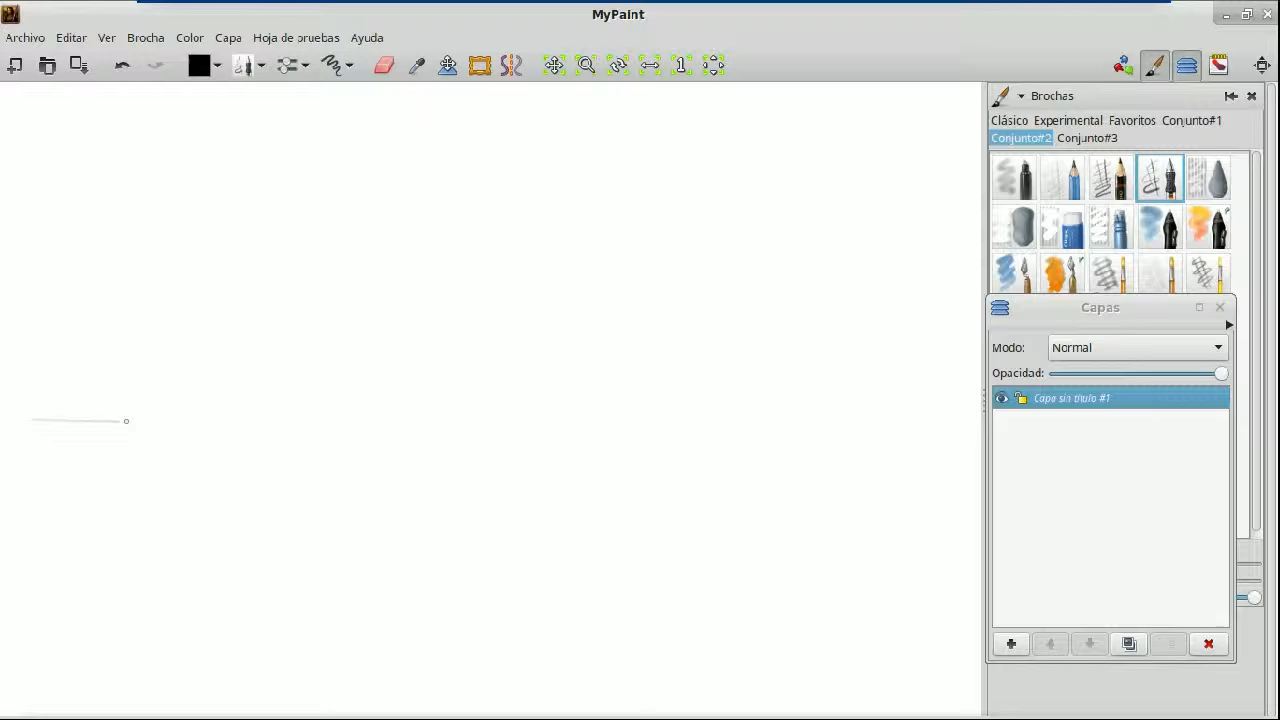 MyPaint
Archivo Editar Ver Brocha Color Capa Hoja de pruebas Ayuda
1
Brochas
Clásico Experimental Favoritos Conjunto#1
Conjunto#2 Conjunto#3
Capas
Modo: Normal
Opacidad:
Capa sin título #1